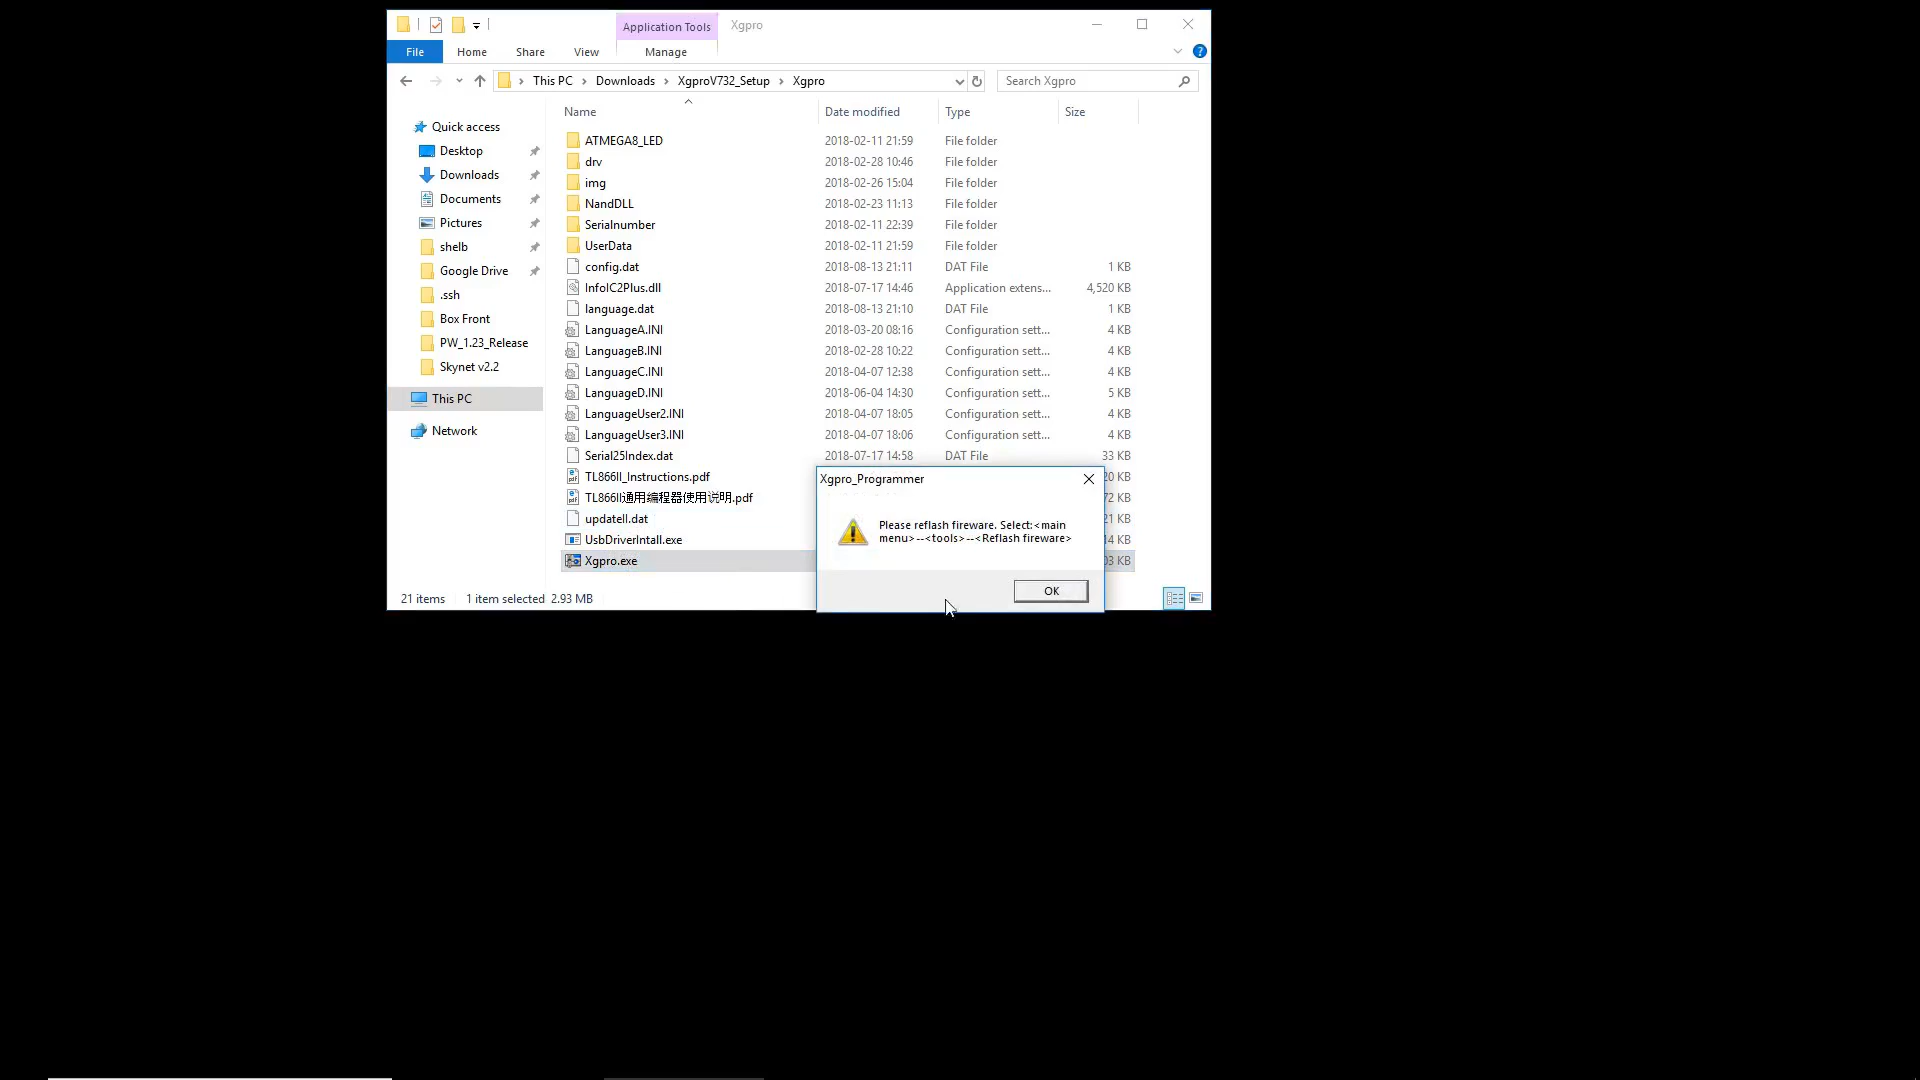 Application Tools Xgpro
File Home Share View Manage
This PC Downloads XgproV732_Setup Xgpro Search Xgpro
Name Date modified Type Size
Quick access
Desktop
Downloads
Documents
Pictures
shelb
Google Drive
.ssh
Box Front
PW_1.23_Release
Skynet v2.2
This PC
Network
ATMEGA8_LED 2018-02-11 21:59 File folder
drv 2018-02-28 10:46 File folder
img 2018-02-26 15:04 File folder
NandDLL 2018-02-23 11:13 File folder
Serialnumber 2018-02-11 22:39 File folder
UserData 2018-02-11 21:59 File folder
config.dat 2018-08-13 21:11 DAT File 1 KB
InfoIC2Plus.dll 2018-07-17 14:46 Application extens... 4,520 KB
language.dat 2018-08-13 21:10 DAT File 1 KB
LanguageA.INI 2018-03-20 08:16 Configuration sett... 4 KB
LanguageB.INI 2018-02-28 10:22 Configuration sett... 4 KB
LanguageC.INI 2018-04-07 12:38 Configuration sett... 4 KB
LanguageD.INI 2018-06-04 14:30 Configuration sett... 5 KB
LanguageUser2.INI 2018-04-07 18:05 Configuration sett... 4 KB
LanguageUser3.INI 2018-04-07 18:06 Configuration sett... 4 KB
Serial25Index.dat 2018-07-17 14:58 DAT File 33 KB
TL866II_Instructions.pdf 20 KB
TL866II通用编程器使用说明.pdf 72 KB
updateII.dat 21 KB
UsbDriverIntall.exe 14 KB
Xgpro.exe 03 KB
Xgpro_Programmer
Please reflash fireware. Select:<main
menu>--<tools>--<Reflash fireware>
OK
21 items 1 item selected 2.93 MB